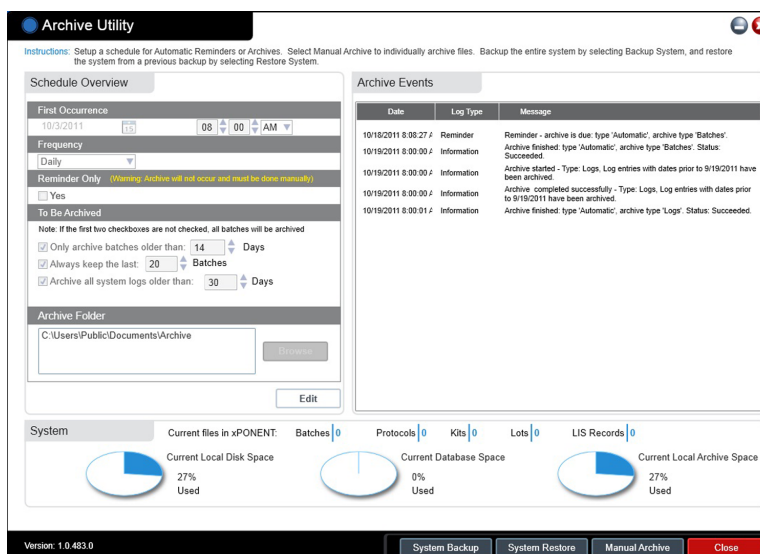 Archive Utility
Instructions: Setup a schedule for Automatic Reminders or Archives. Select Manual Archive to individually archive files. Backup the entire system by selecting Backup System, and restore
the system from a previous backup by selecting Restore System.
Schedule Overview
First Occurrence
10/3/2011 15 08 00 AM
Frequency
Daily
Reminder Only (Warning: Archive will not occur and must be done manually)
Yes
To Be Archived
Note: If the first two checkboxes are not checked, all batches will be archived
Only archive batches older than: 14 Days
Always keep the last: 20 Batches
Archive all system logs older than: 30 Days
Archive Folder
C:\Users\Public\Documents\Archive
Browse
Edit
Archive Events
Date Log Type Message
10/18/2011 8:08:27 A Reminder Reminder - archive is due: type 'Automatic', archive type 'Batches'.
10/19/2011 8:00:00 A Information Archive finished: type 'Automatic', archive type 'Batches'. Status:
Succeeded.
10/19/2011 8:00:00 A Information Archive started - Type: Logs, Log entries with dates prior to 9/19/2011 have
been archived.
10/19/2011 8:00:00 A Information Archive completed successfully - Type: Logs, Log entries with dates prior
to 9/19/2011 have been archived.
10/19/2011 8:00:01 A Information Archive finished: type 'Automatic', archive type 'Logs'. Status: Succeeded.
System
Current files in xPONENT: Batches 0 Protocols 0 Kits 0 Lots 0 LIS Records 0
Current Local Disk Space
27%
Used
Current Database Space
0%
Used
Current Local Archive Space
27%
Used
Version: 1.0.483.0
System Backup System Restore Manual Archive Close